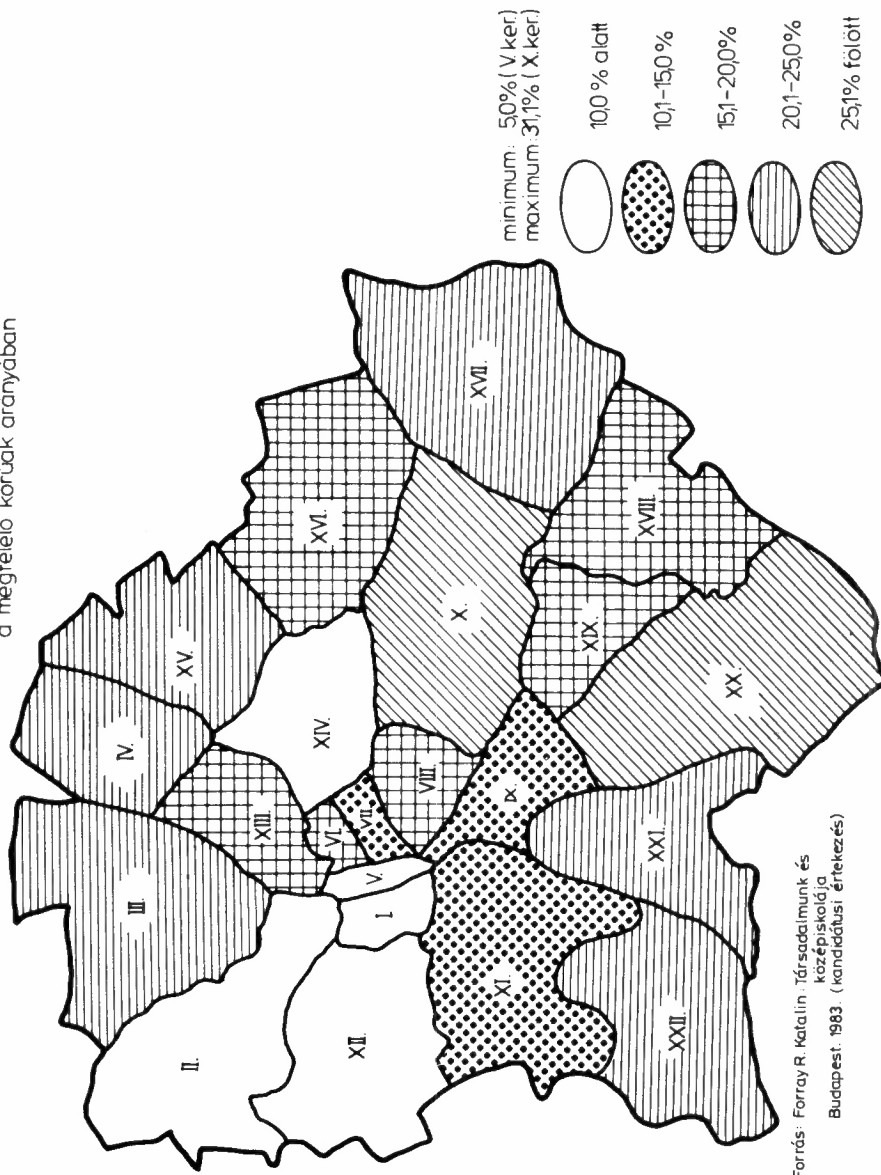 a megfelelő korúak arányában
minimum: 5,0% (V. ker.)
maximum: 31,1% (X. ker.)
10,0 % alatt
10,1-15,0%
15,1-20,0%
20,1-25,0%
25,1% fölött
IV.
XV.
III.
XIII.
XVI.
XIV.
II.
VI.
VII.
XVII.
V.
VIII.
X.
I.
XII.
IX.
XIX.
XVIII.
XI.
XXI.
XX.
XXII.
Forrás: Forray R. Katalin: Társadalmunk és
középiskolája
Budapest. 1983. (kandidátusi értekezés)